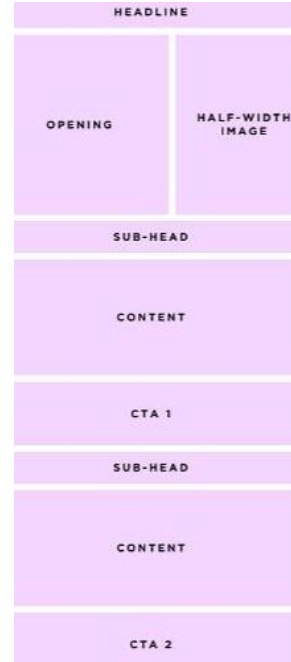 HEADLINE
OPENING
HALF-WIDTH
IMAGE
SUB-HEAD
CONTENT
CTA 1
SUB-HEAD
CONTENT
CTA 2